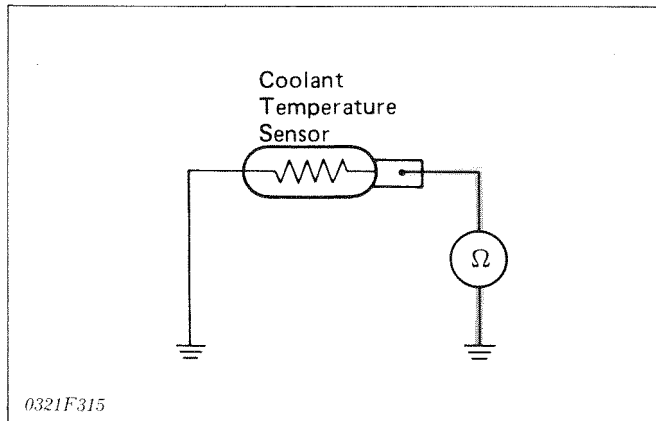 Coolant
Temperature
Sensor
Ω
0321F315